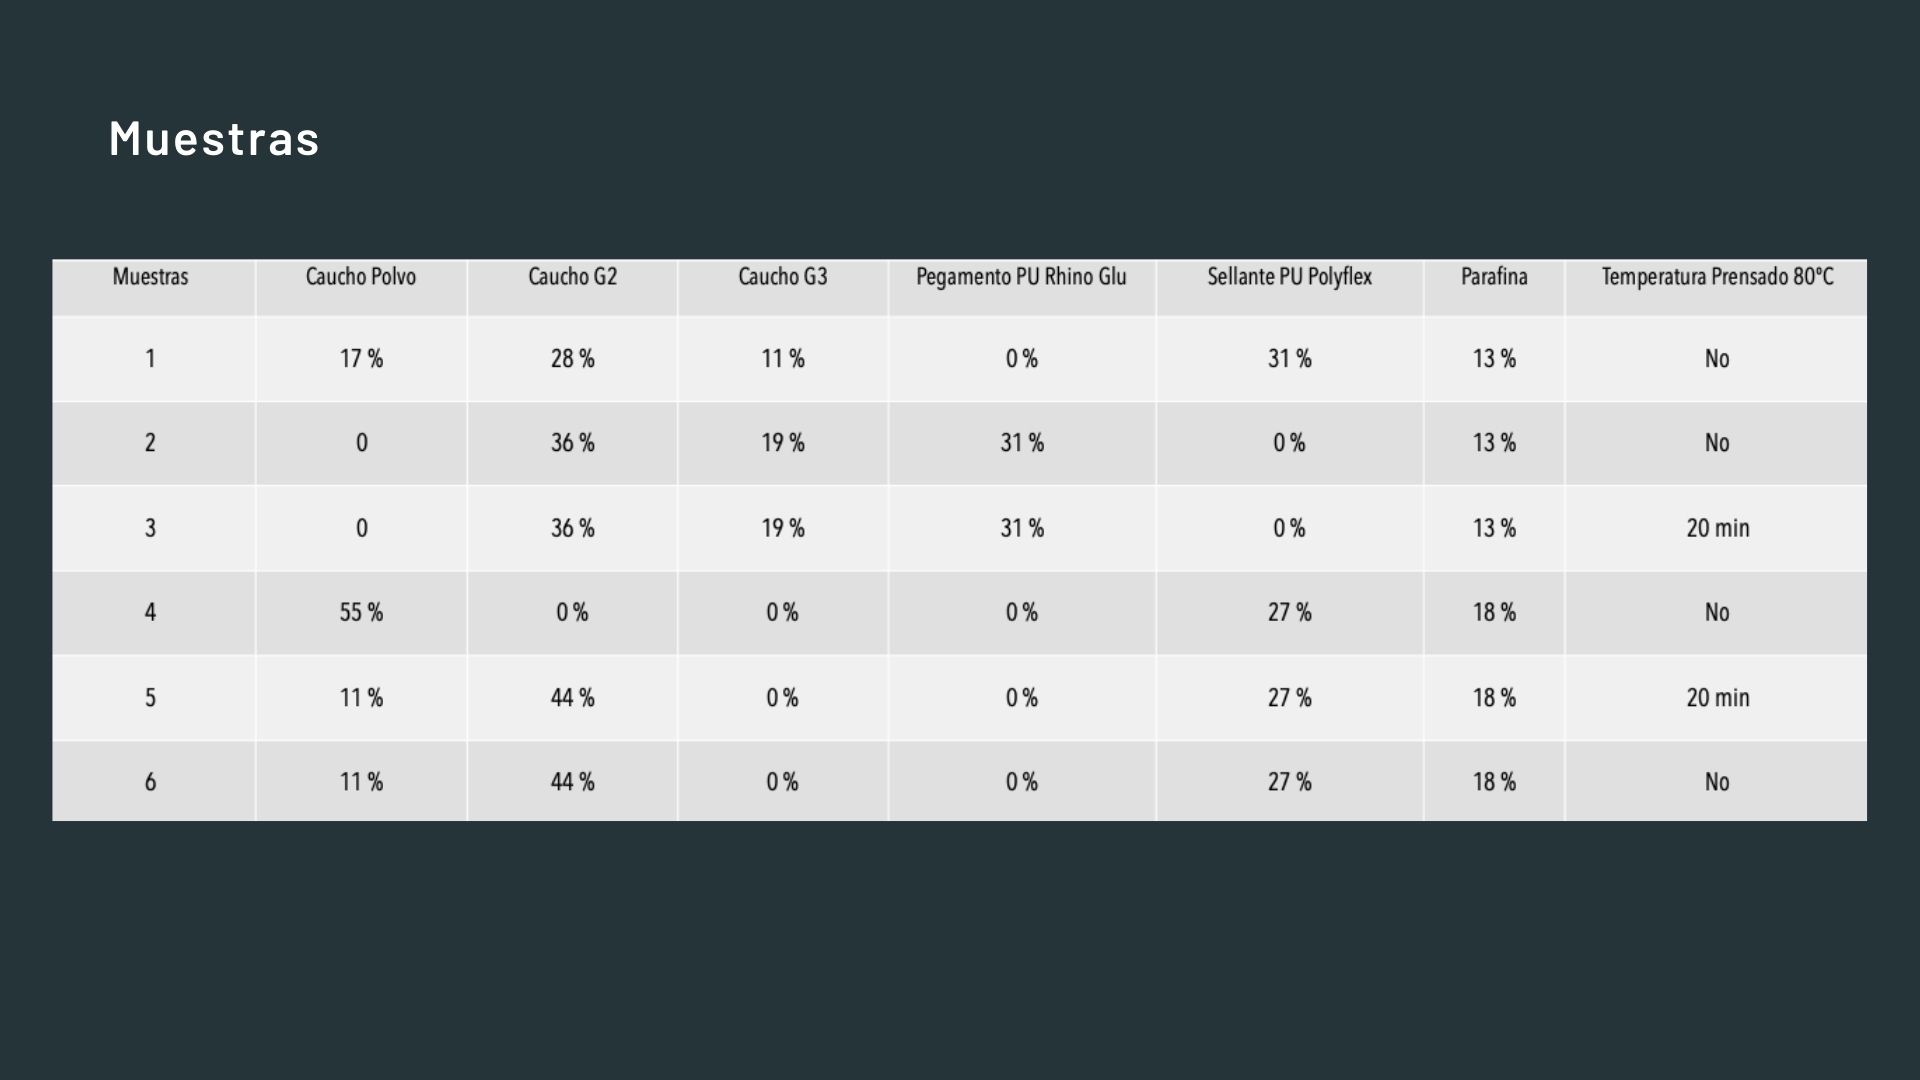 Muestras
Muestras Caucho Polvo Caucho G2 Caucho G3 Pegamento PU Rhino Glu Sellante PU Polyflex Parafina Temperatura Prensado 80ºC
1 17 % 28 % 11 % 0 % 31 % 13 % No
2 0 36 % 19 % 31 % 0 % 13 % No
3 0 36 % 19 % 31 % 0 % 13 % 20 min
4 55 % 0 % 0 % 0 % 27 % 18 % No
5 11 % 44 % 0 % 0 % 27 % 18 % 20 min
6 11 % 44 % 0 % 0 % 27 % 18 % No